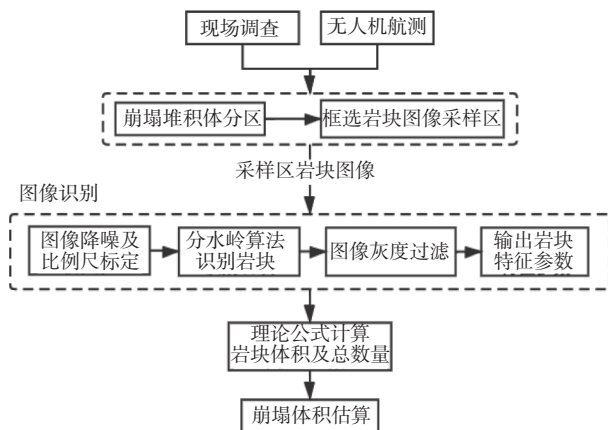 现场调查
无人机航测
崩塌堆积体分区
框选岩块图像采样区
采样区岩块图像
图像识别
图像降噪及
比例尺标定
分水岭算法
识别岩块
图像灰度过滤
输出岩块
特征参数
理论公式计算
岩块体积及总数量
崩塌体积估算